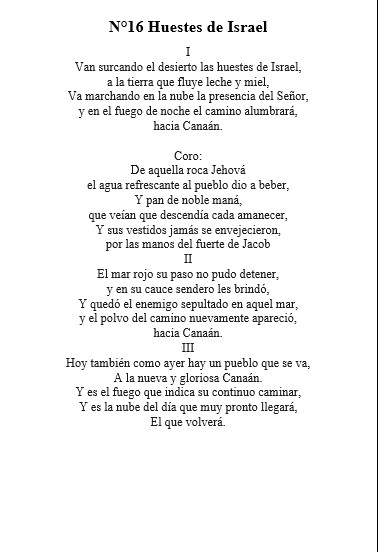 N°16 Huestes de Israel
I
Van surcando el desierto las huestes de Israel,
a la tierra que fluye leche y miel,
Va marchando en la nube la presencia del Señor,
y en el fuego de noche el camino alumbrará,
hacia Canaán.
Coro:
De aquella roca Jehová
el agua refrescante al pueblo dio a beber,
Y pan de noble maná,
que veían que descendía cada amanecer,
Y sus vestidos jamás se envejecieron,
por las manos del fuerte de Jacob
II
El mar rojo su paso no pudo detener,
y en su cauce sendero les brindó,
Y quedó el enemigo sepultado en aquel mar,
y el polvo del camino nuevamente apareció,
hacia Canaán.
III
Hoy también como ayer hay un pueblo que se va,
A la nueva y gloriosa Canaán.
Y es el fuego que indica su continuo caminar,
Y es la nube del día que muy pronto llegará,
El que volverá.